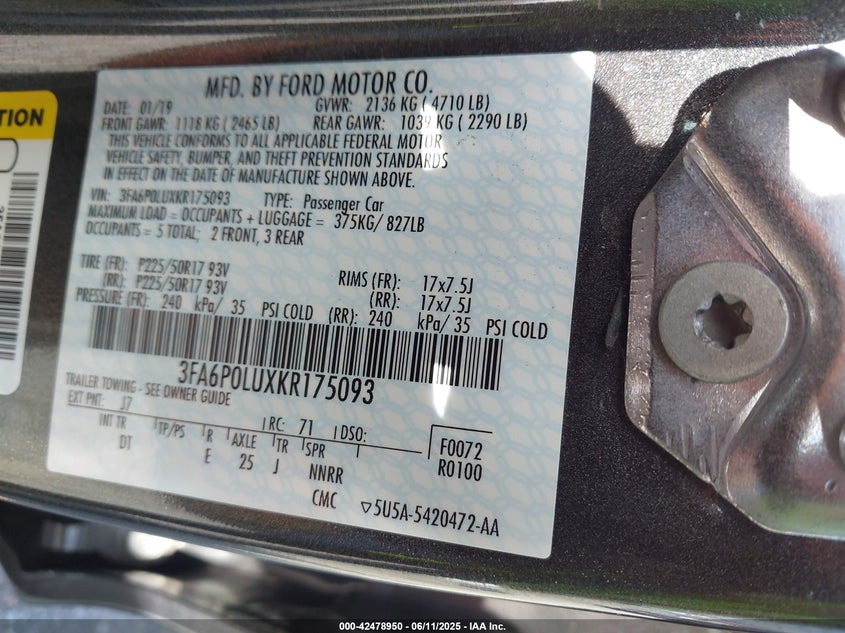 MFD. BY FORD MOTOR CO.
DATE: 01/19 GVWR: 2136 KG ( 4710 LB)
FRONT GAWR: 1118 KG ( 2465 LB) REAR GAWR: 1039 KG ( 2290 LB)
THIS VEHICLE CONFORMS TO ALL APPLICABLE FEDERAL MOTOR
VEHICLE SAFETY, BUMPER, AND THEFT PREVENTION STANDARDS
IN EFFECT ON THE DATE OF MANUFACTURE SHOWN ABOVE.
VIN: 3FA6P0LUXKR175093 TYPE: Passenger Car
MAXIMUM LOAD = OCCUPANTS + LUGGAGE = 375KG/ 827LB
OCCUPANTS = 5 TOTAL; 2 FRONT, 3 REAR
TIRE (FR): P225/50R17 93V RIMS (FR): 17x7.5J
(RR): P225/50R17 93V (RR): 17x7.5J
PRESSURE (FR): 240 kPa/ 35 PSI COLD (RR): 240 kPa/ 35 PSI COLD
3FA6P0LUXKR175093
TRAILER TOWING - SEE OWNER GUIDE
EXT PNT: J7 RC: 71 DSO: F0072
INT TR TP/PS R AXLE TR SPR R0100
DT E 25 J NNRR
CMC 5U5A-5420472-AA
TION
000-42478950 - 06/11/2025 - IAA Inc.